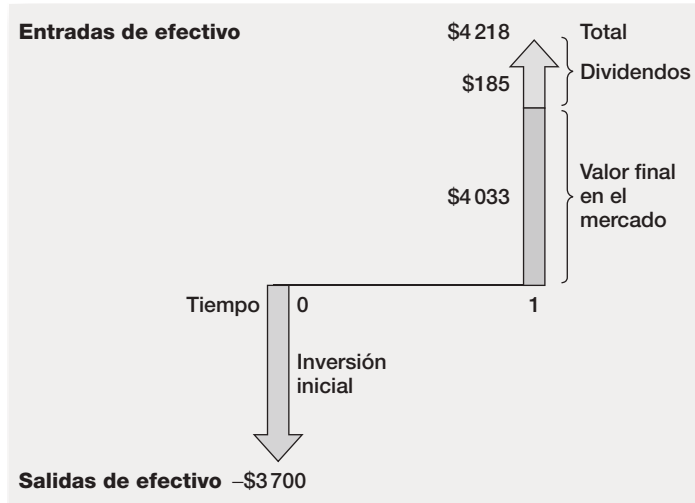 Entradas de efectivo
$4 218
Total
$185
Dividendos
$4 033
Valor final
en el
mercado
Tiempo
0
1
Inversión
inicial
Salidas de efectivo –$3 700